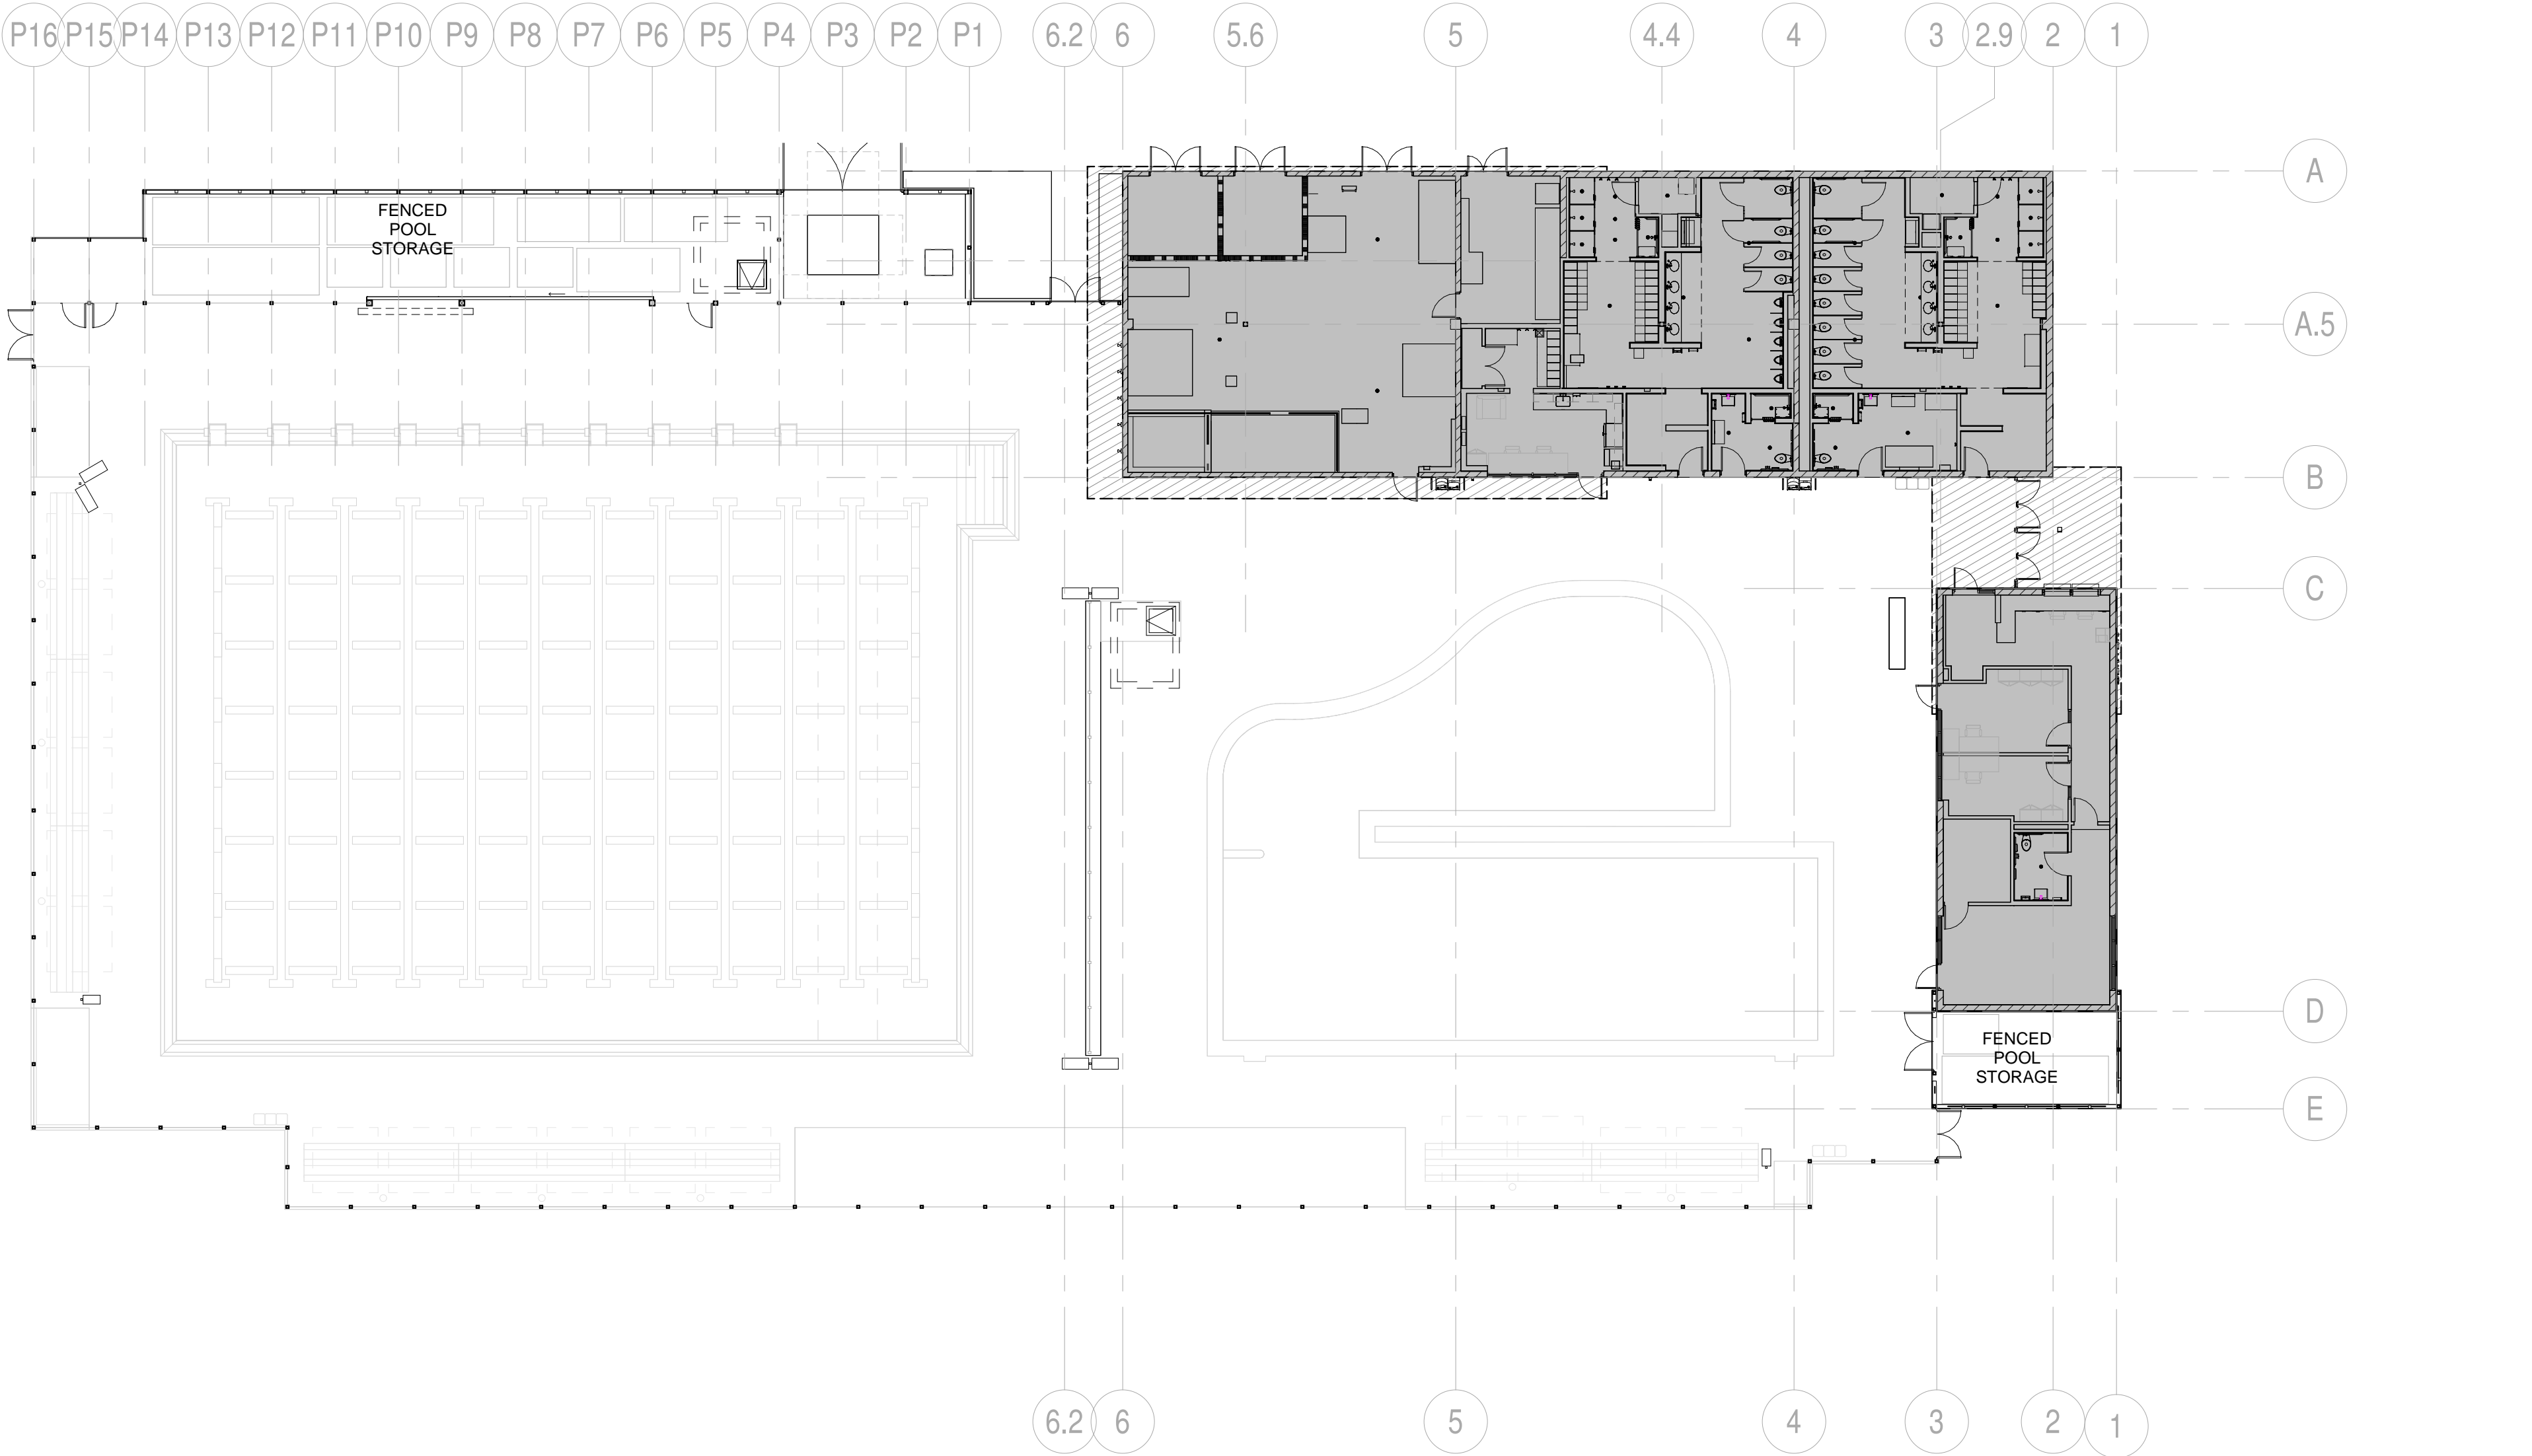 P16 P15 P14 P13 P12 P11 P10 P9 P8 P7 P6 P5 P4 P3 P2 P1 6.2 6 5.6 5 4.4 4 3 2.9 2 1
A
FENCED
POOL
STORAGE
A.5
B
C
D
FENCED
POOL
STORAGE
E
6.2 6 5 4 3 2 1